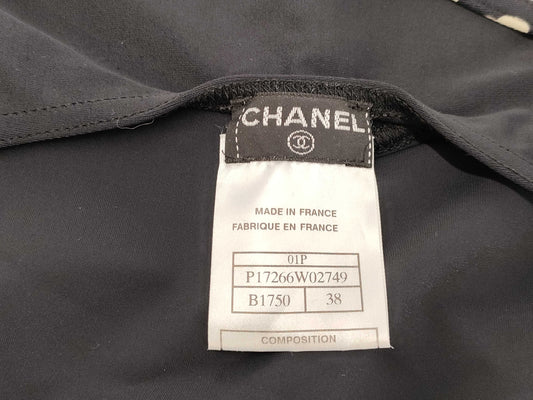 CHANEL
MADE IN FRANCE
FABRIQUE EN FRANCE
01P
P17266W02749
B1750 38
COMPOSITION